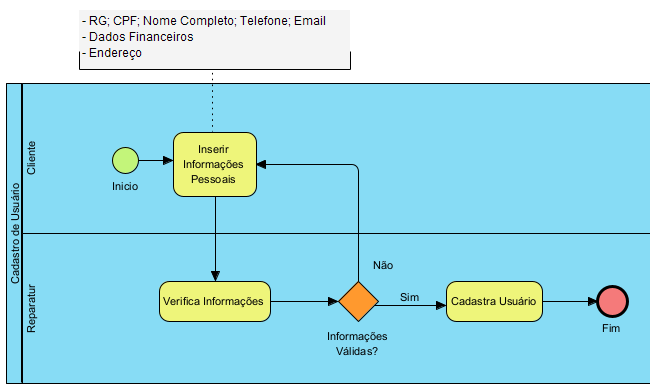 - RG; CPF; Nome Completo; Telefone; Email
- Dados Financeiros
- Endereço
Cadastro de Usuário
Cliente
Inicio
Inserir
Informações
Pessoais
Reparatur
Verifica Informações
Não
Informações
Válidas?
Sim
Cadastra Usuário
Fim